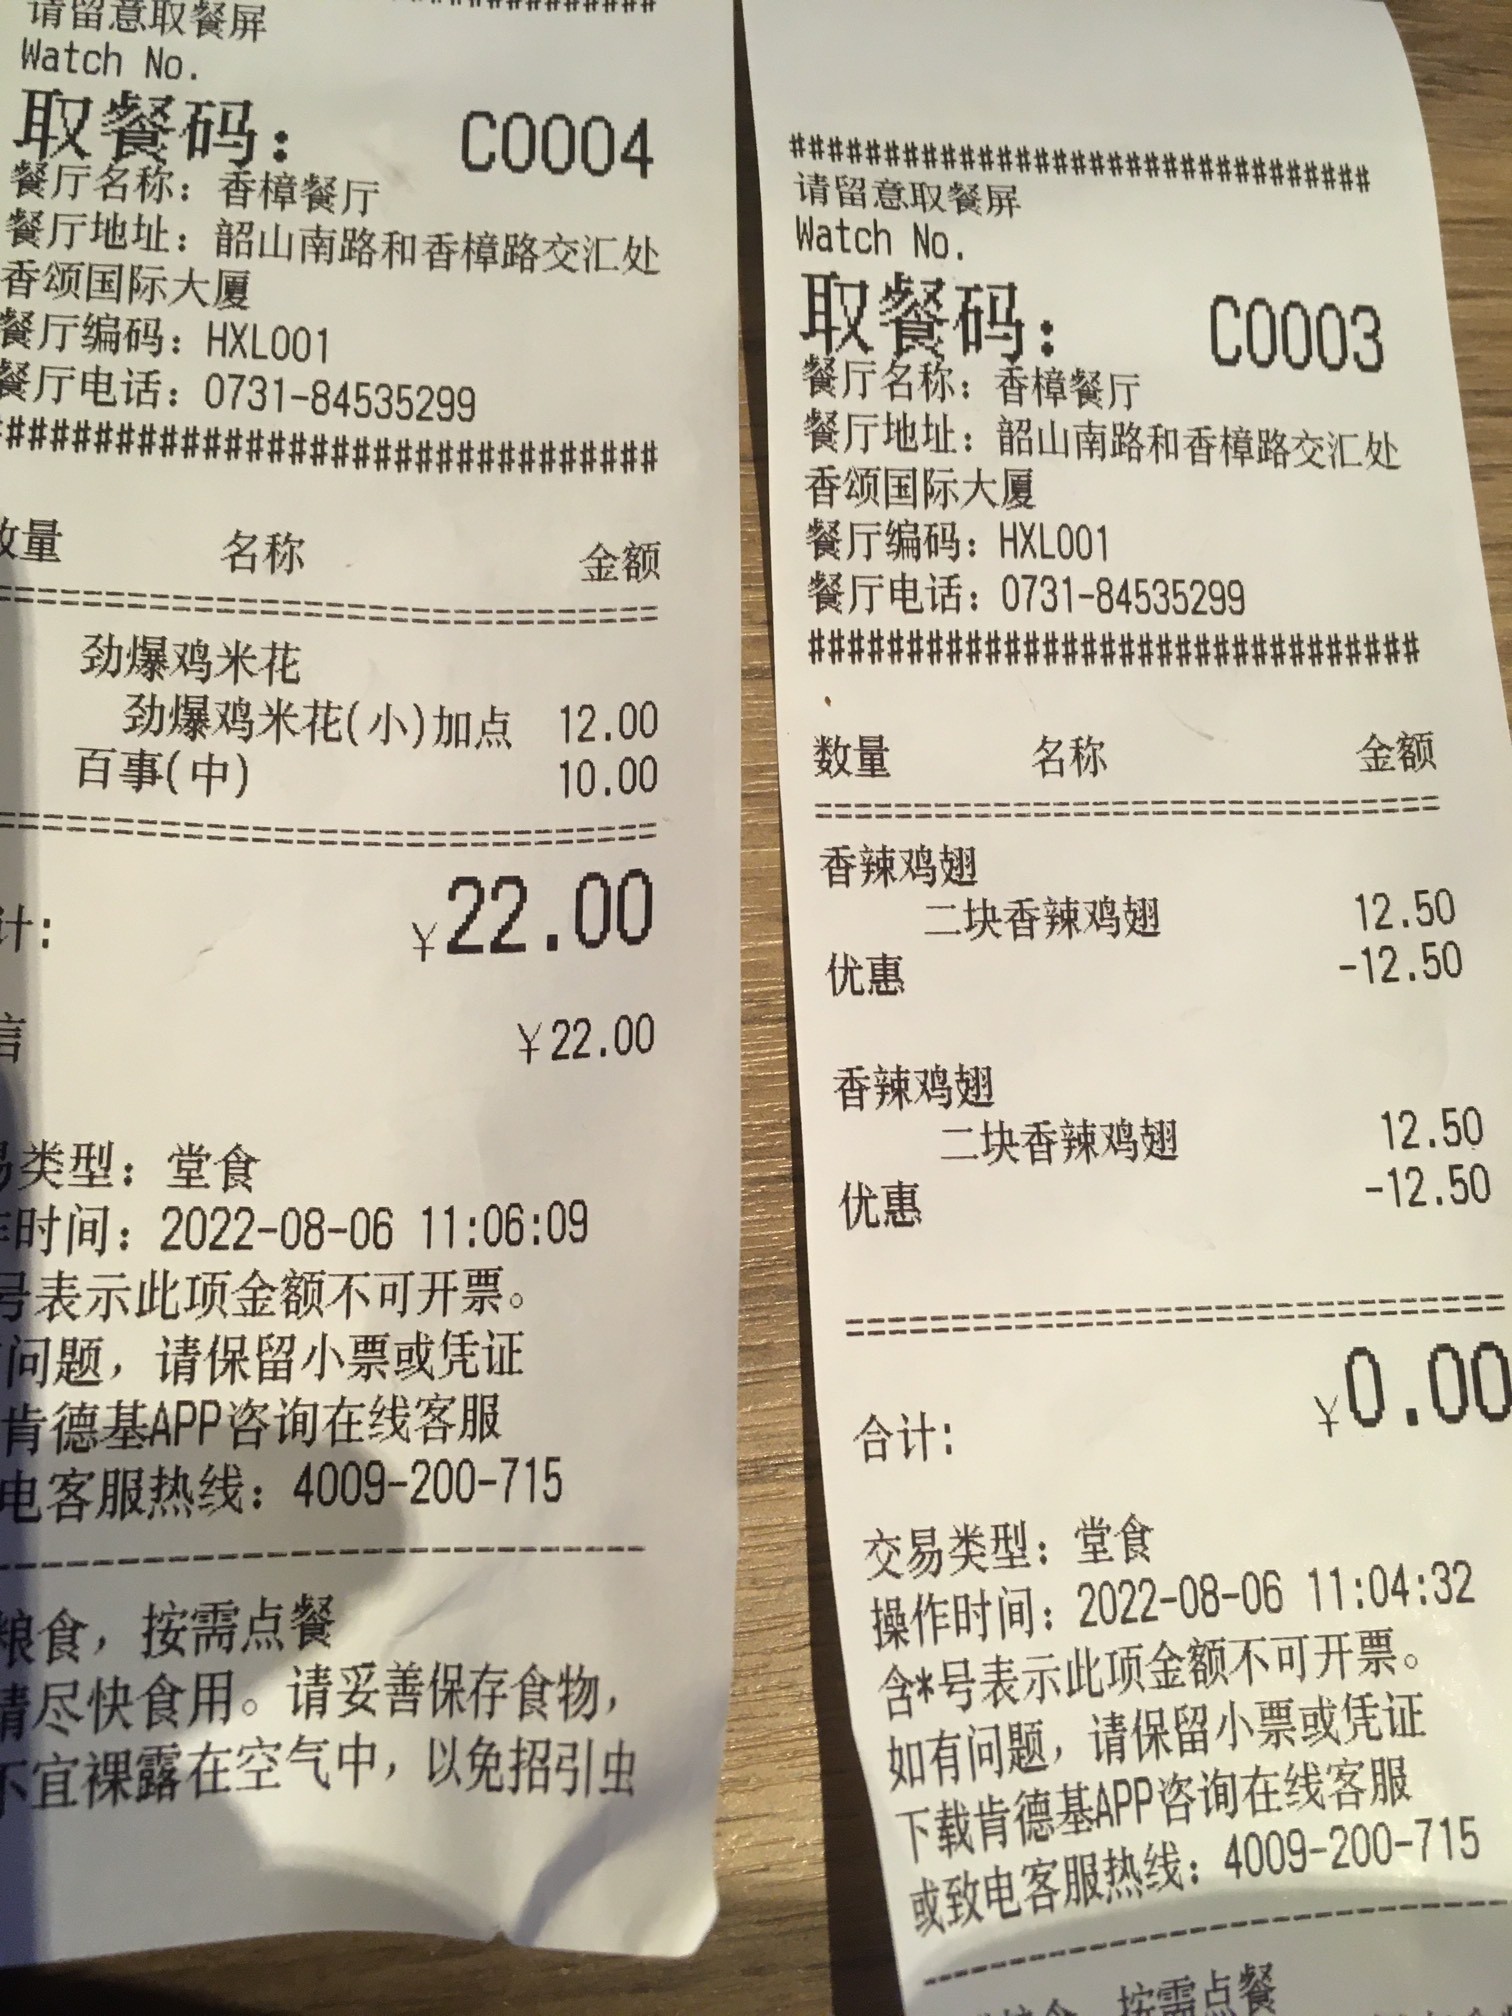 请留意取餐屏
Watch No.
取餐码： C0004
餐厅名称：香樟餐厅
餐厅地址：韶山南路和香樟路交汇处
香颂国际大厦
餐厅编码：HXL001
餐厅电话：0731-84535299
################################
数量 名称 金额
劲爆鸡米花
劲爆鸡米花(小)加点 12.00
百事(中) 10.00
计： ¥22.00
信 ¥22.00
易类型：堂食
作时间：2022-08-06 11:06:09
号表示此项金额不可开票。
问题，请保留小票或凭证
肯德基APP咨询在线客服
电客服热线：4009-200-715
粮食，按需点餐
请尽快食用。请妥善保存食物，
不宜裸露在空气中，以免招引虫
################################
请留意取餐屏
Watch No.
取餐码： C0003
餐厅名称：香樟餐厅
餐厅地址：韶山南路和香樟路交汇处
香颂国际大厦
餐厅编码：HXL001
餐厅电话：0731-84535299
################################
数量 名称 金额
香辣鸡翅
二块香辣鸡翅 12.50
优惠 -12.50
香辣鸡翅
二块香辣鸡翅 12.50
优惠 -12.50
合计： ¥0.00
交易类型：堂食
操作时间：2022-08-06 11:04:32
含*号表示此项金额不可开票。
如有问题，请保留小票或凭证
下载肯德基APP咨询在线客服
或致电客服热线：4009-200-715
按需点餐